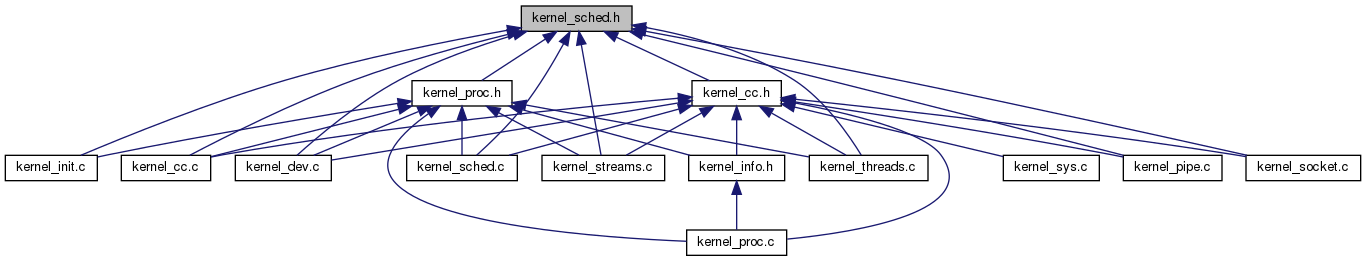 kernel_sched.h
kernel_proc.h
kernel_cc.h
kernel_init.c
kernel_cc.c
kernel_dev.c
kernel_sched.c
kernel_streams.c
kernel_info.h
kernel_threads.c
kernel_sys.c
kernel_pipe.c
kernel_socket.c
kernel_proc.c